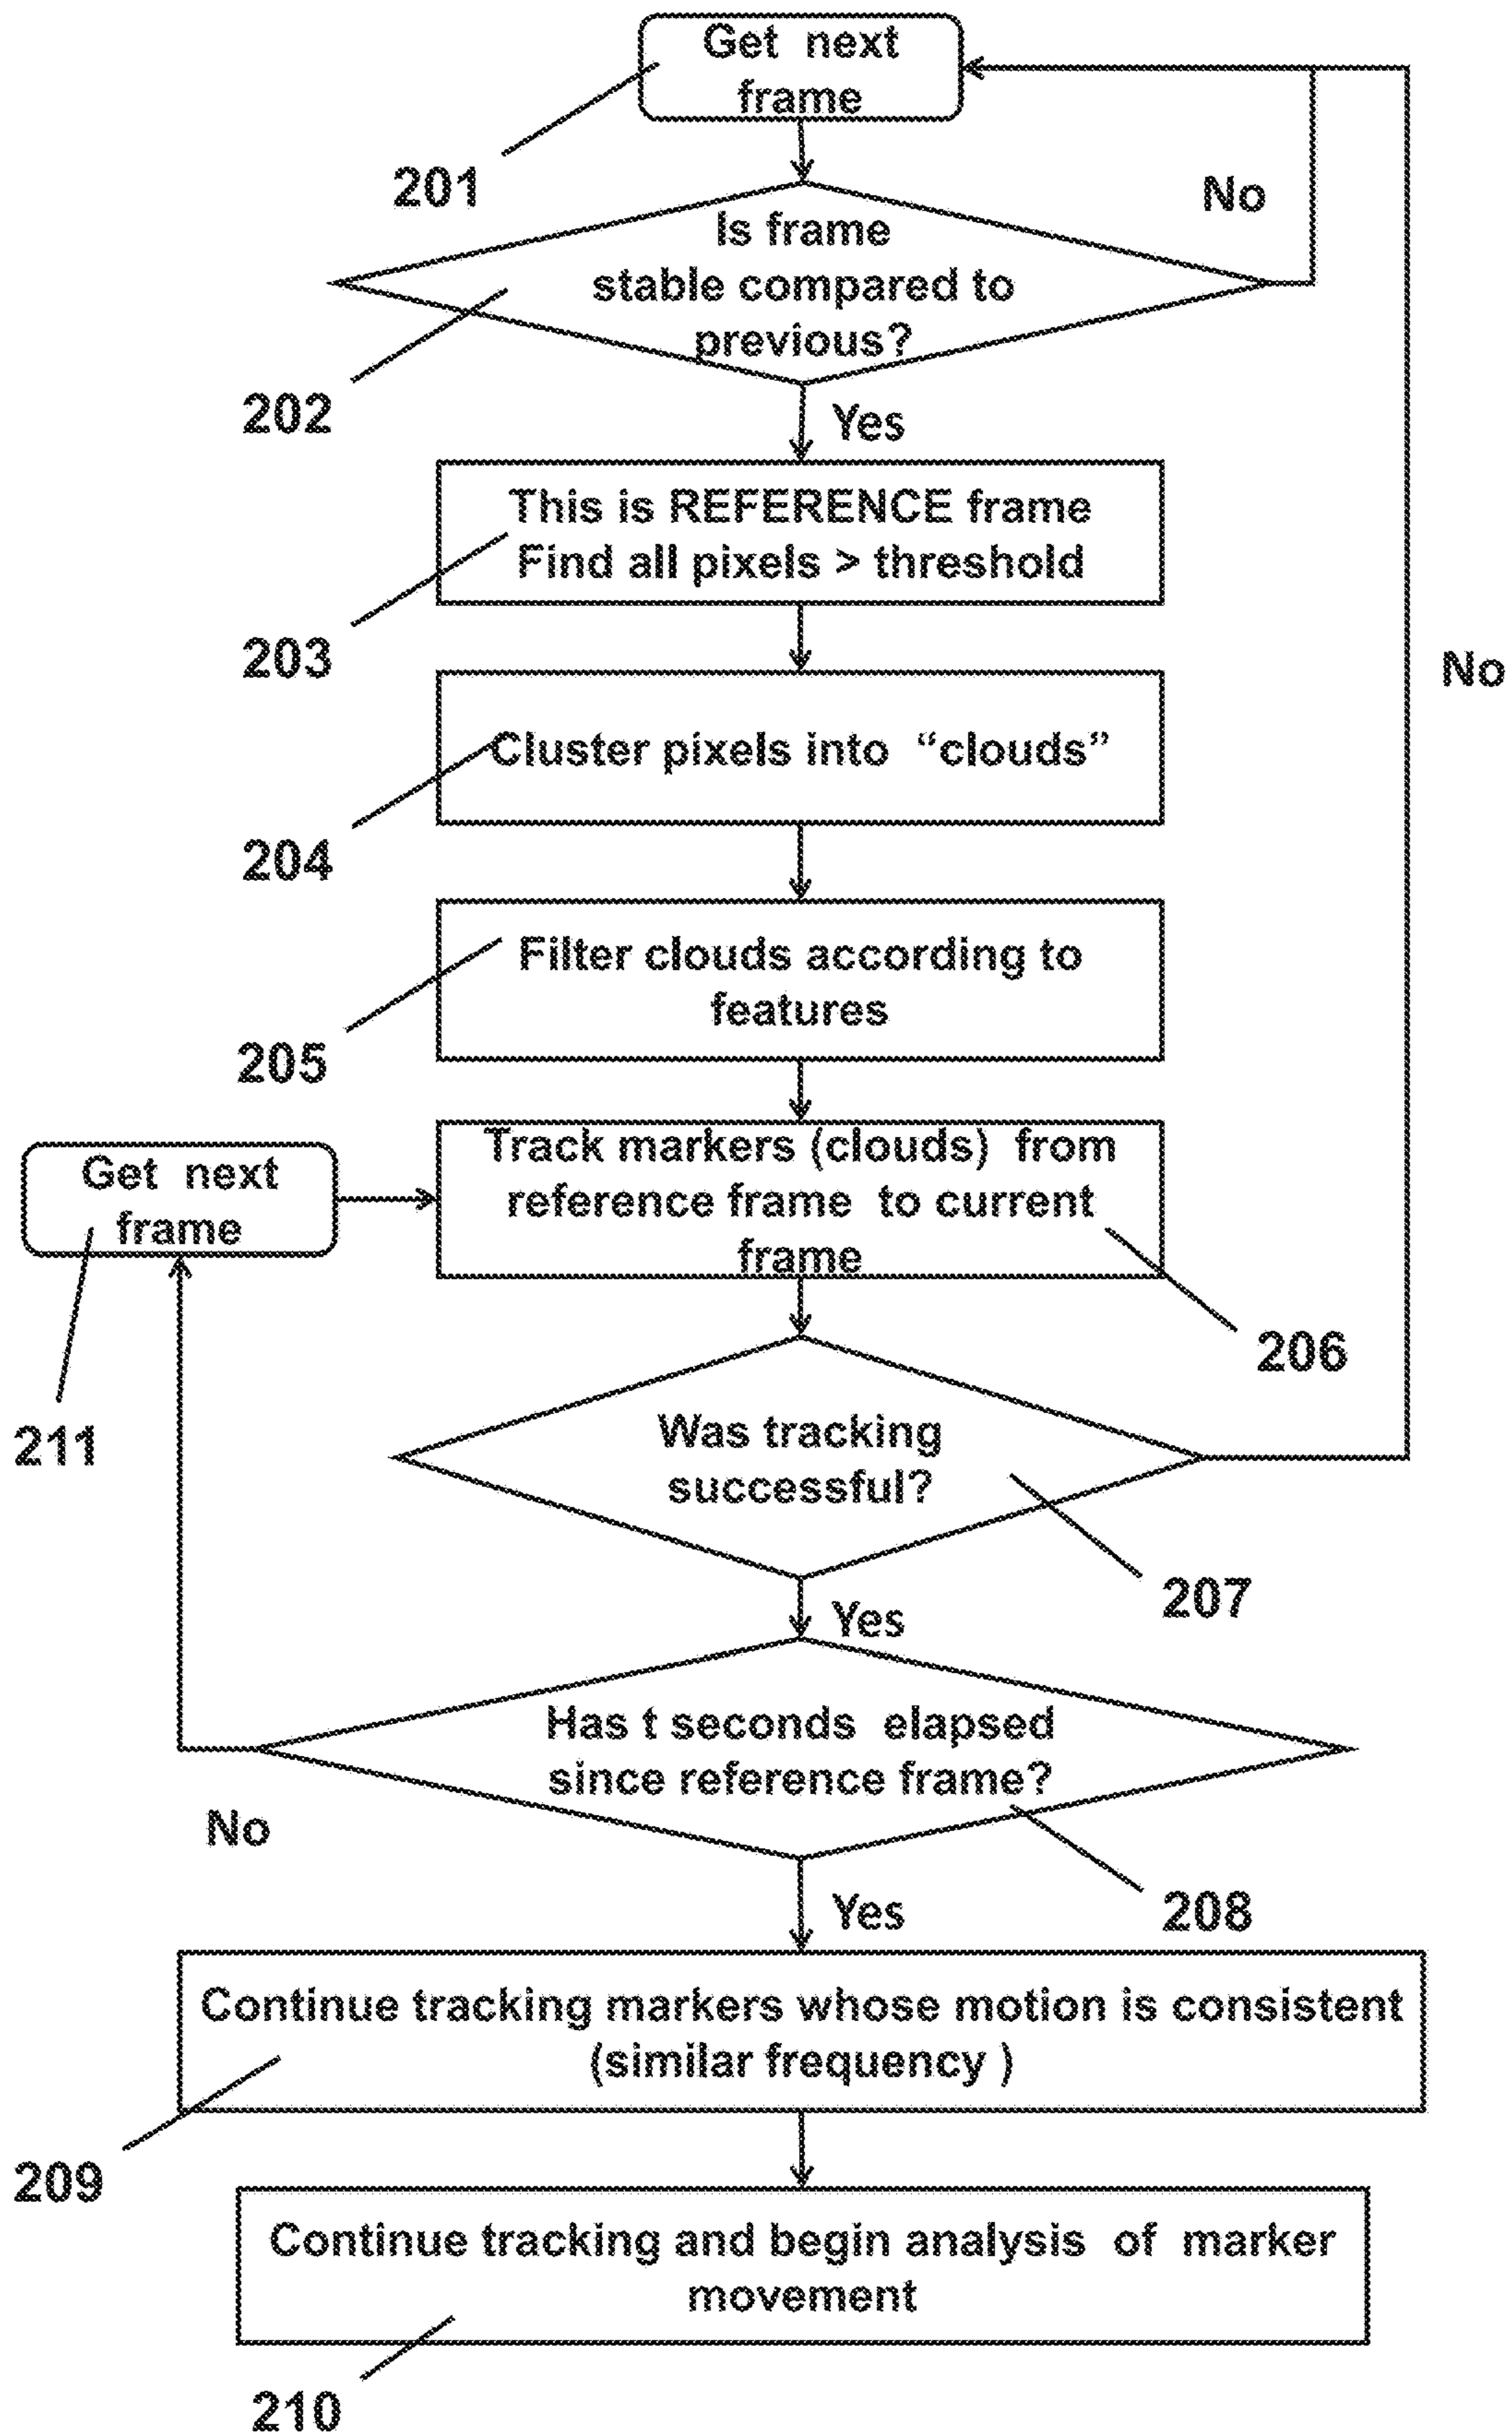 Get next
frame
201
No
Is frame
stable compared to
previous?
202
Yes
This is REFERENCE frame
Find all pixels > threshold
203
No
Cluster pixels into “clouds”
204
Filter clouds according to
features
205
Track markers (clouds) from
reference frame to current
frame
Get next
frame
206
211
Was tracking
successful?
207
Yes
Has t seconds elapsed
since reference frame?
No
208
Yes
Continue tracking markers whose motion is consistent
(similar frequency )
209
Continue tracking and begin analysis of marker
movement
210